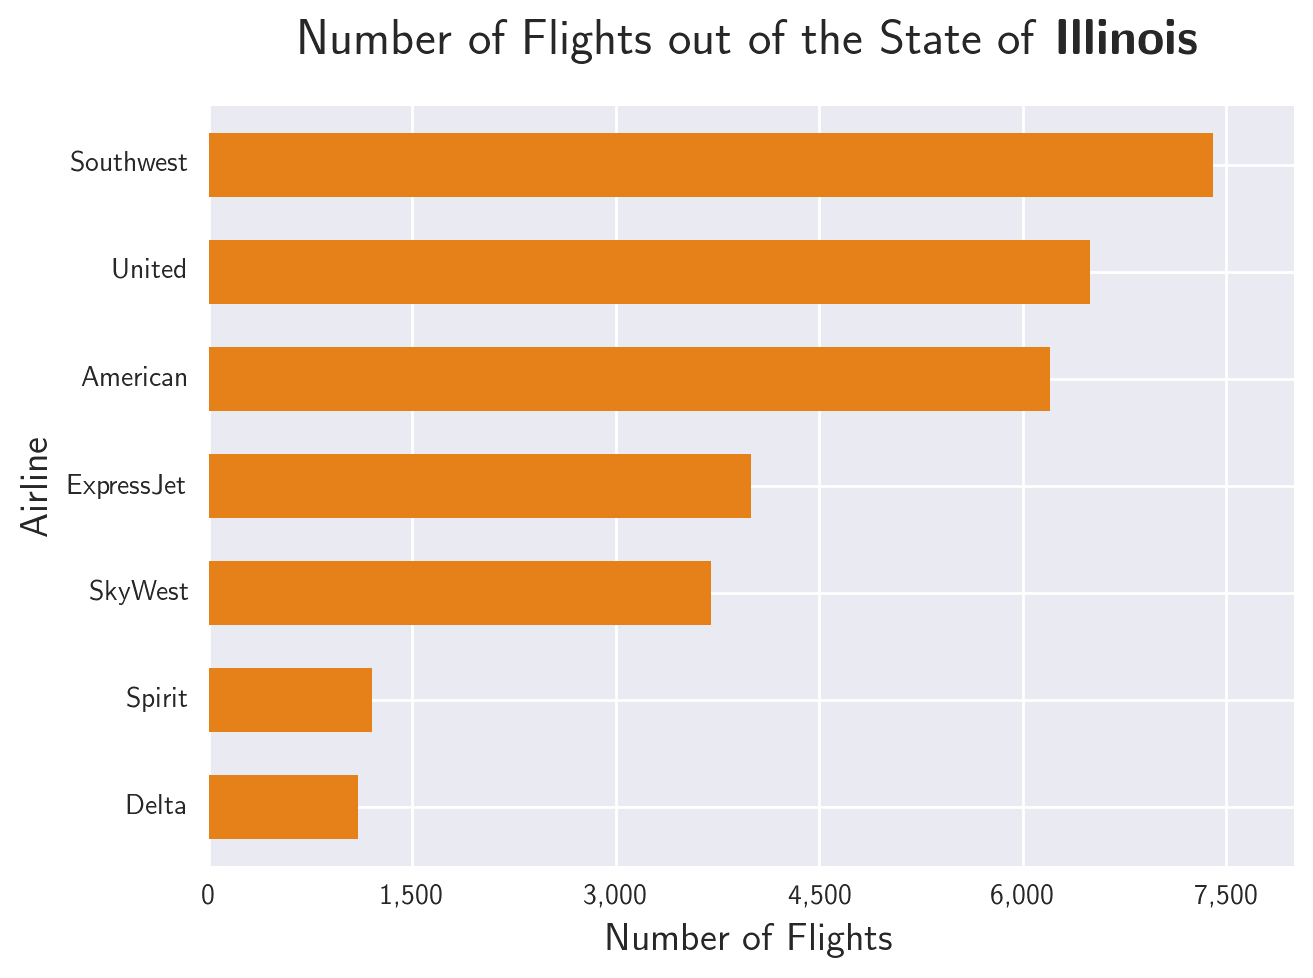 Number of Flights out of the State of Illinois
Southwest
United
American
ExpressJet
SkyWest
Spirit
Delta
Airline
0 1,500 3,000 4,500 6,000 7,500
Number of Flights